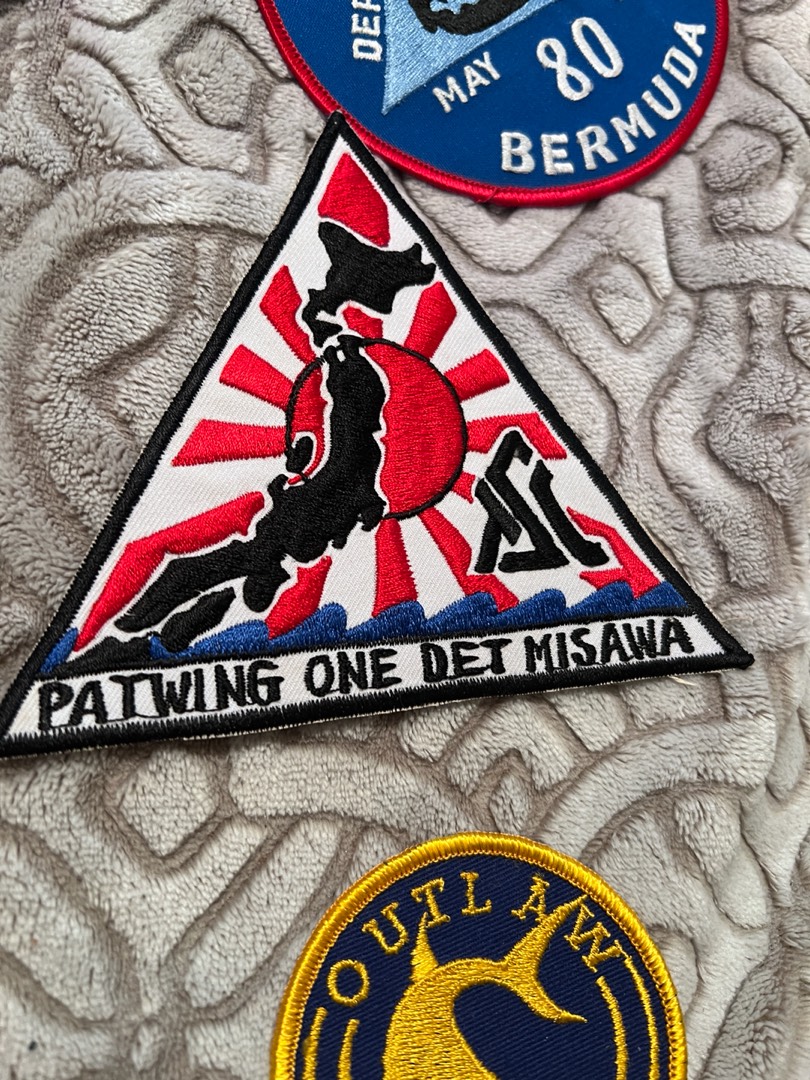 MAY 80
BERMUDA
PATWING ONE DET MISAWA
OUTLAW